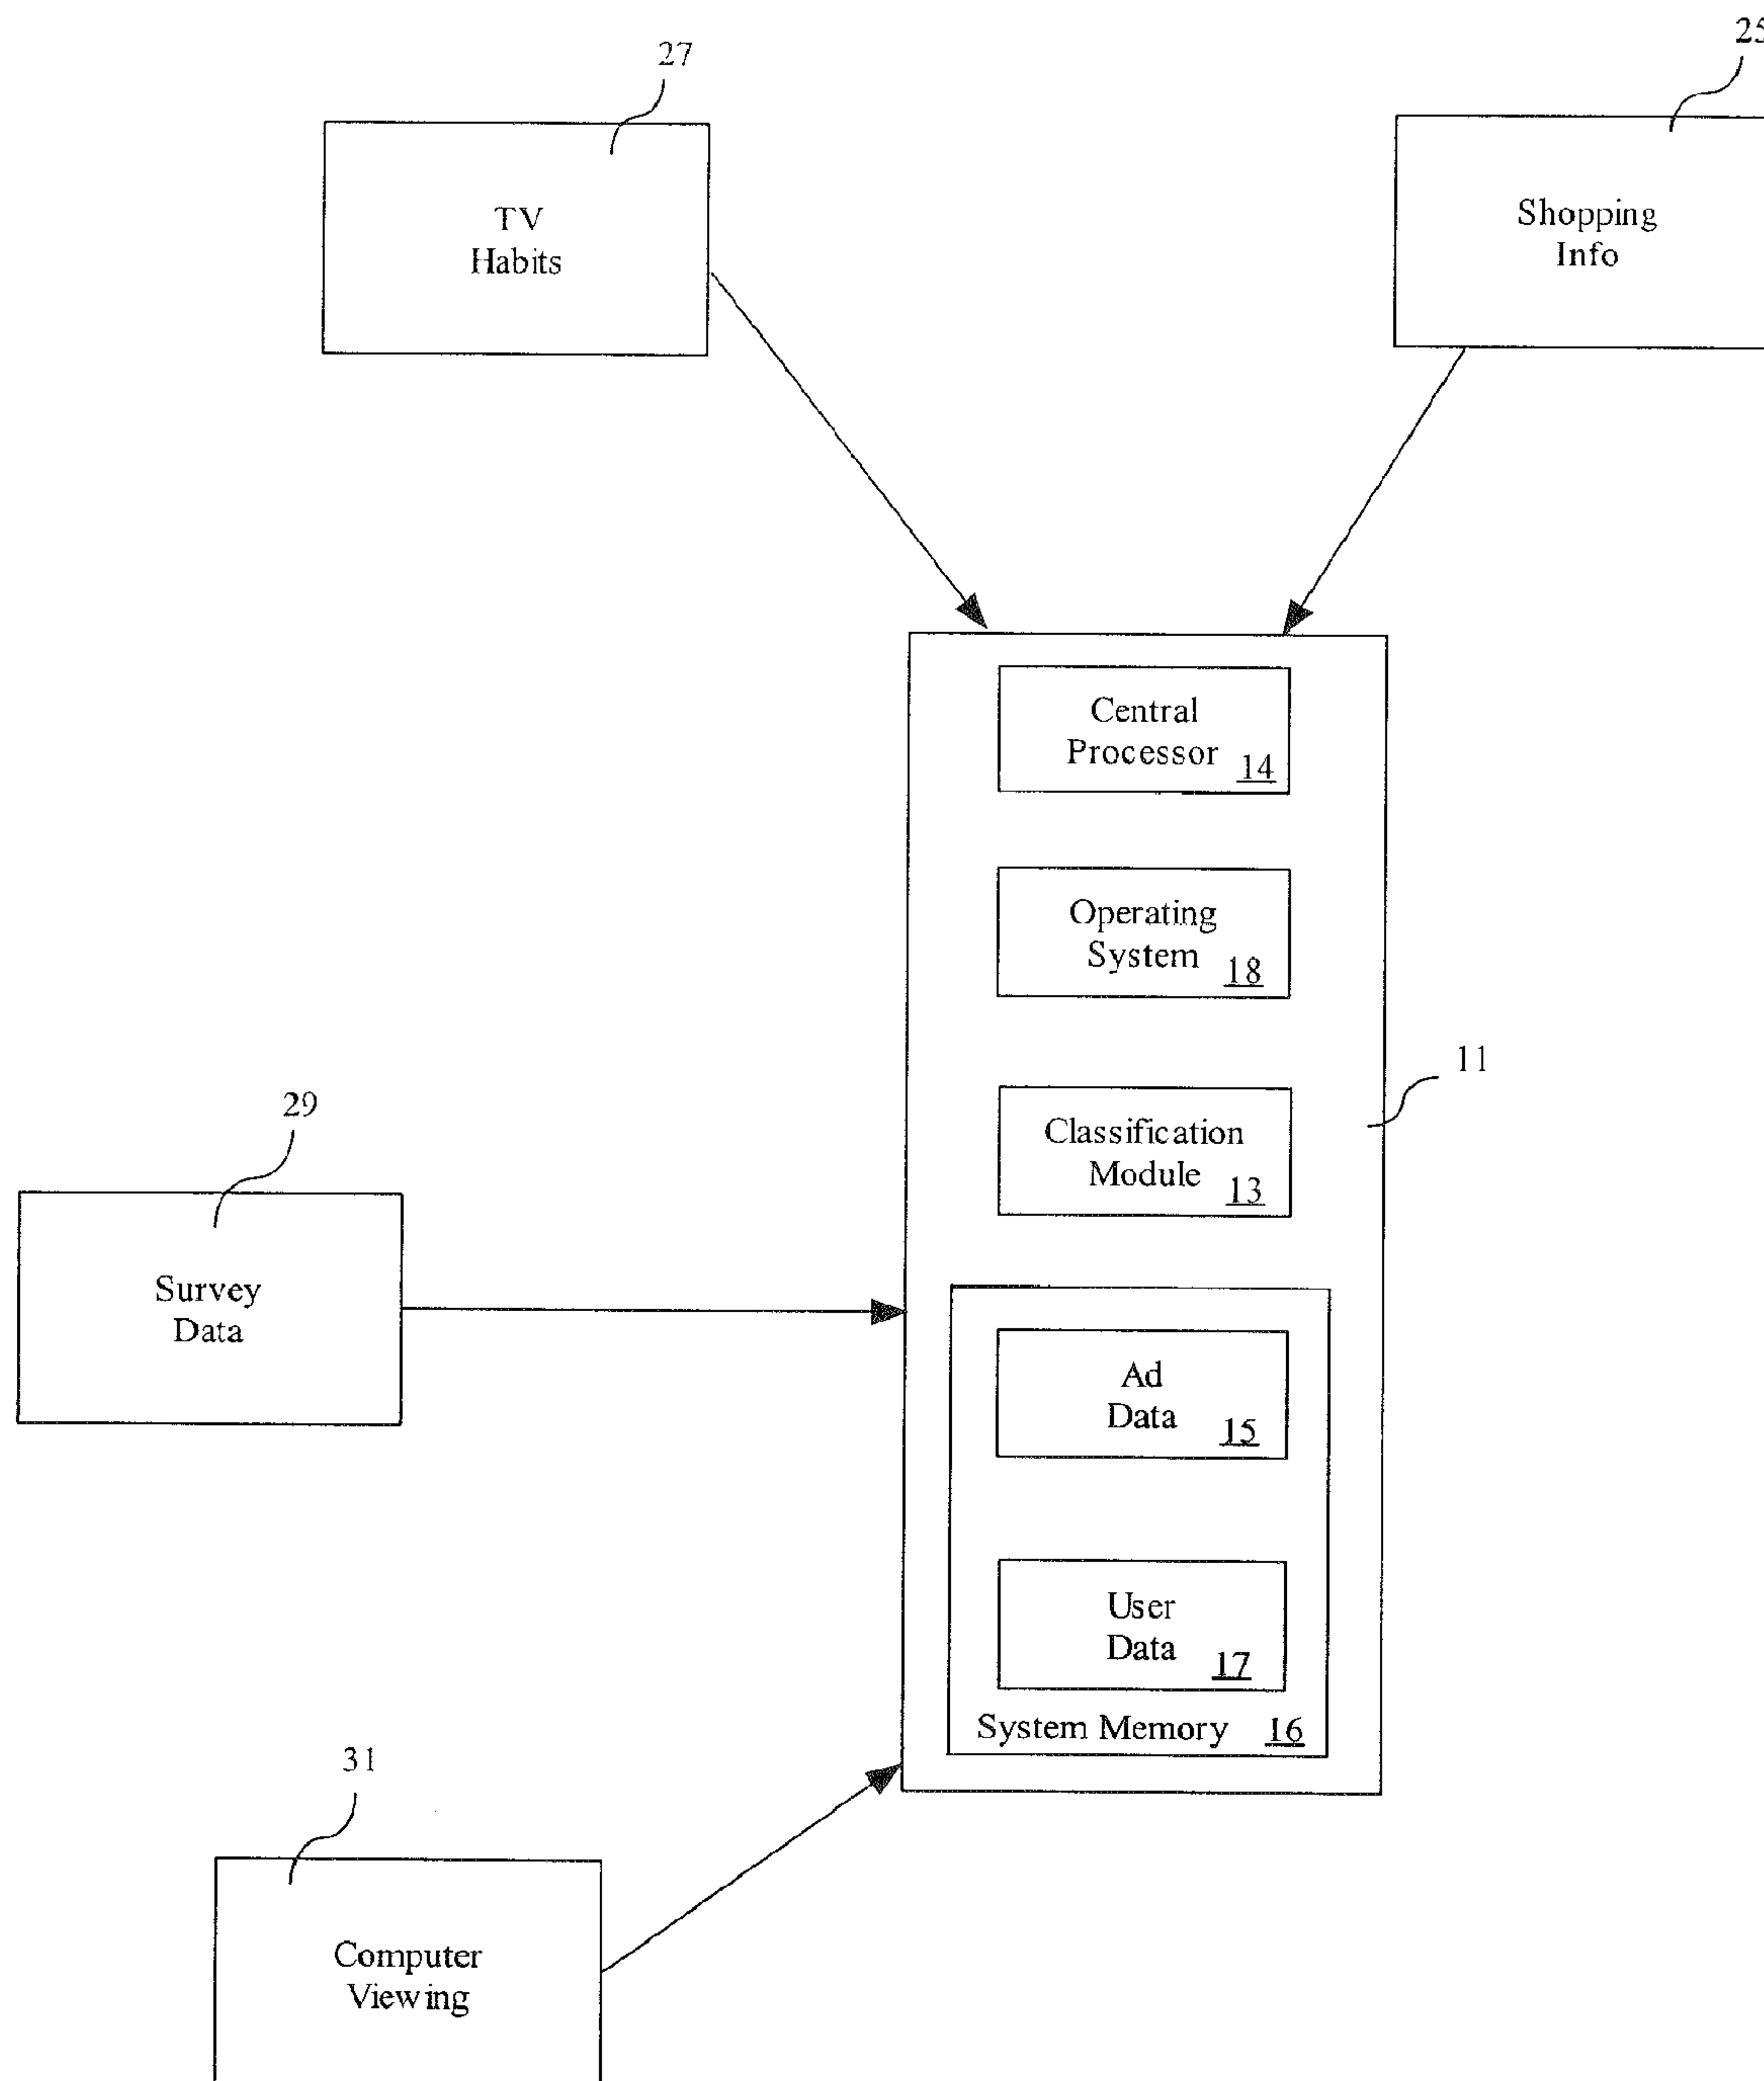 27
25
TV
Habits
Shopping
Info
Central
Processor 14
Operating
System 18
11
Classification
Module 13
29
Survey
Data
Ad
Data 15
User
Data 17
System Memory 16
31
Computer
Viewing